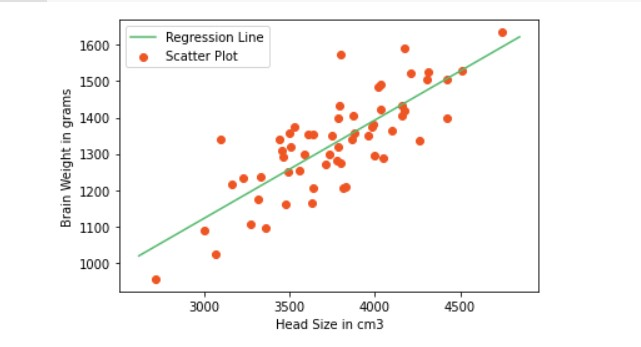 Regression Line
Scatter Plot
1600
1500
1400
1300
1200
1100
1000
Brain Weight in grams
3000 3500 4000 4500
Head Size in cm3